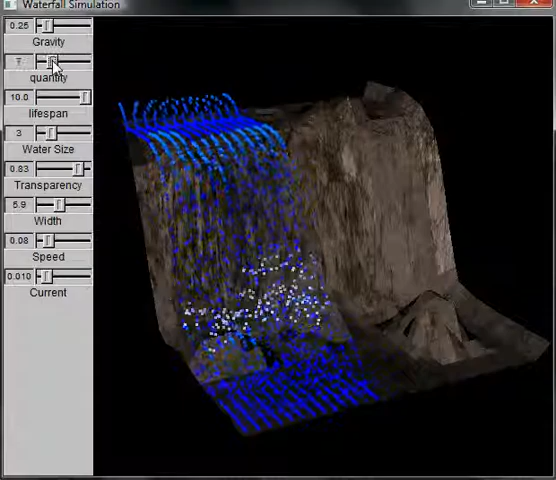 Waterfall Simulation
0.25
Gravity
7
quantity
10.0
lifespan
3
Water Size
0.83
Transparency
5.9
Width
0.08
Speed
0.010
Current